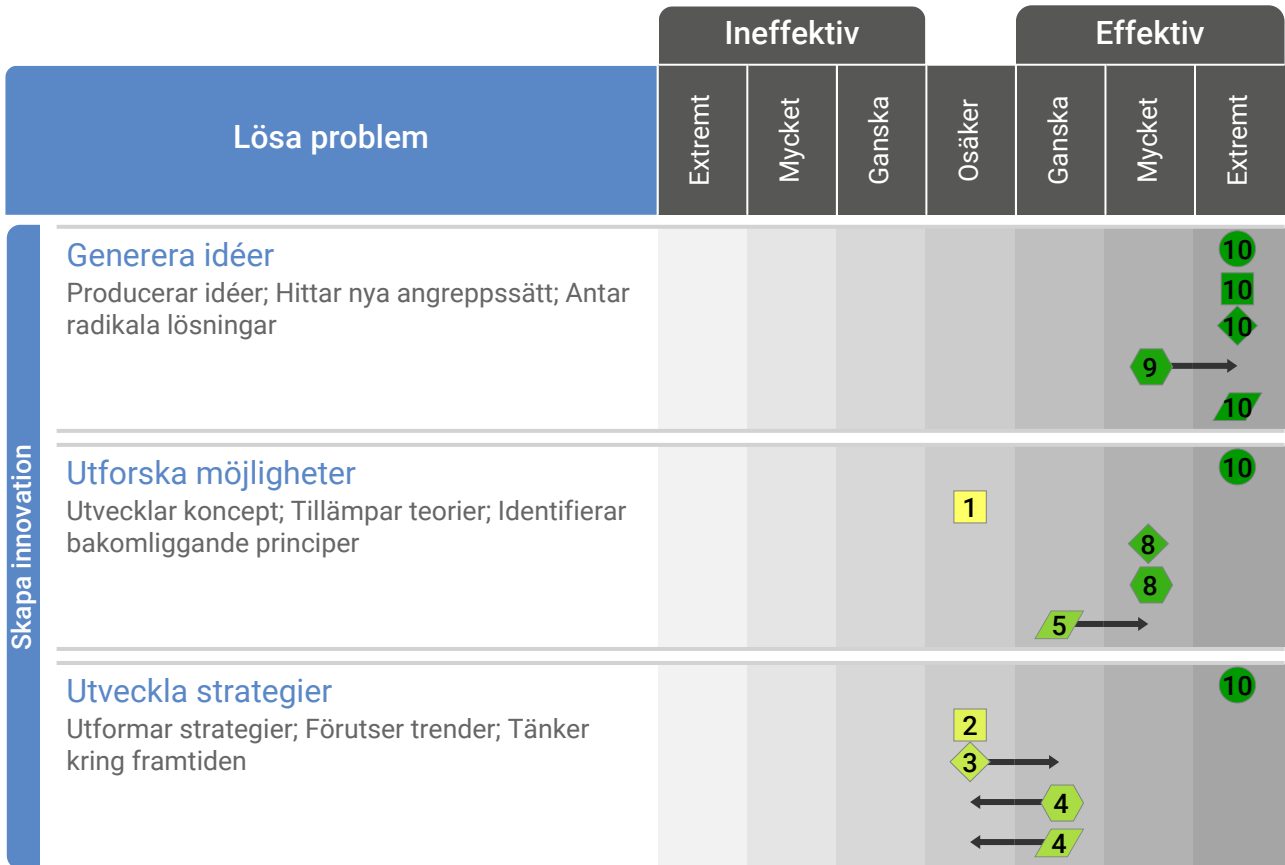 Ineffektiv
Effektiv
Lösa problem
Extremt
Mycket
Ganska
Osäker
Ganska
Mycket
Extremt
Skapa innovation
Generera idéer
Producerar idéer; Hittar nya angreppssätt; Antar
radikala lösningar
10
10
10
9
10
Utforska möjligheter
Utvecklar koncept; Tillämpar teorier; Identifierar
bakomliggande principer
10
1
8
8
5
Utveckla strategier
Utformar strategier; Förutser trender; Tänker
kring framtiden
10
2
3
4
4